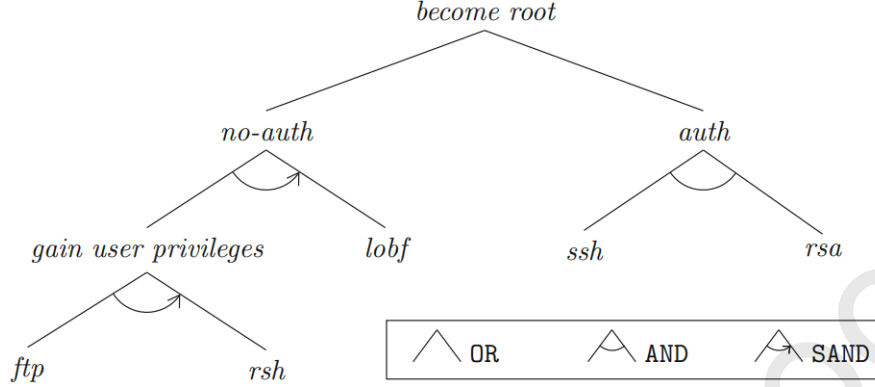 become root
no-auth auth
gain user privileges lobf ssh rsa
ftp rsh
OR AND SAND